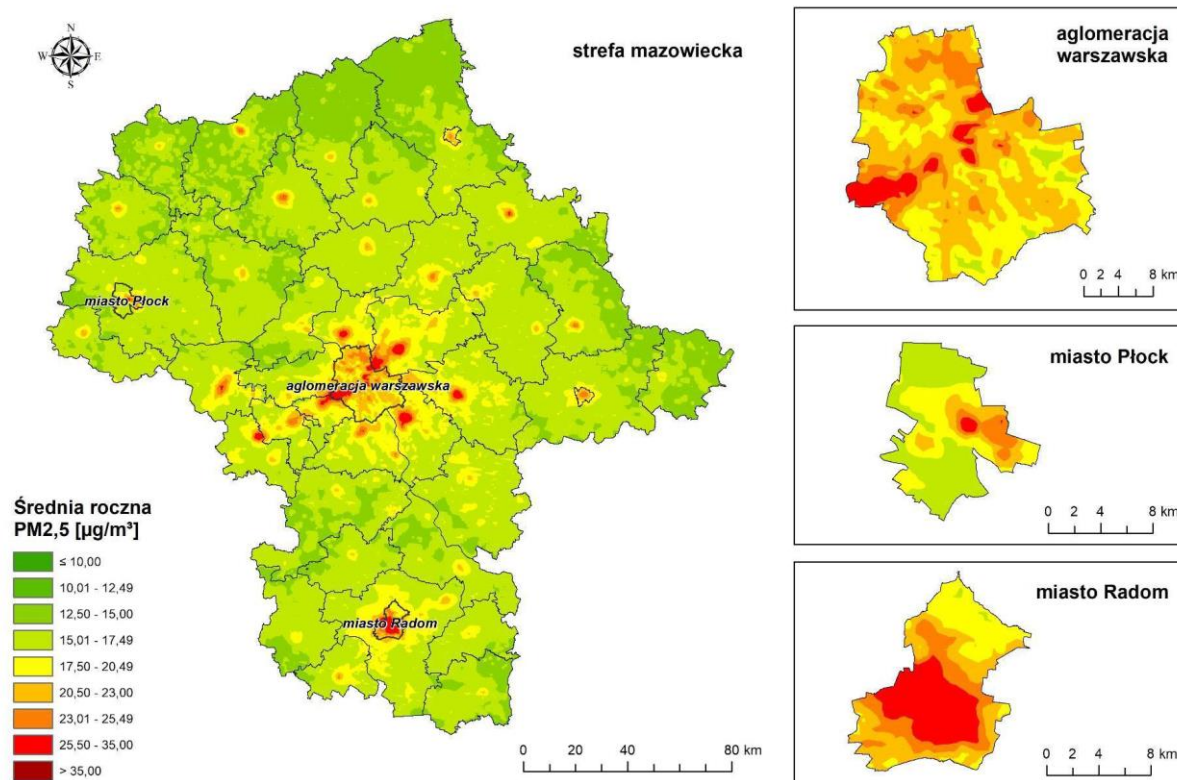 N
W E
S
strefa mazowiecka
miasto Płock
aglomeracja warszawska
miasto Radom
Średnia roczna
PM2,5 [µg/m³]
≤ 10,00
10,01 - 12,49
12,50 - 15,00
15,01 - 17,49
17,50 - 20,49
20,50 - 23,00
23,01 - 25,49
25,50 - 35,00
> 35,00
0 20 40 80 km
aglomeracja
warszawska
0 2 4 8 km
miasto Płock
0 2 4 8 km
miasto Radom
0 2 4 8 km